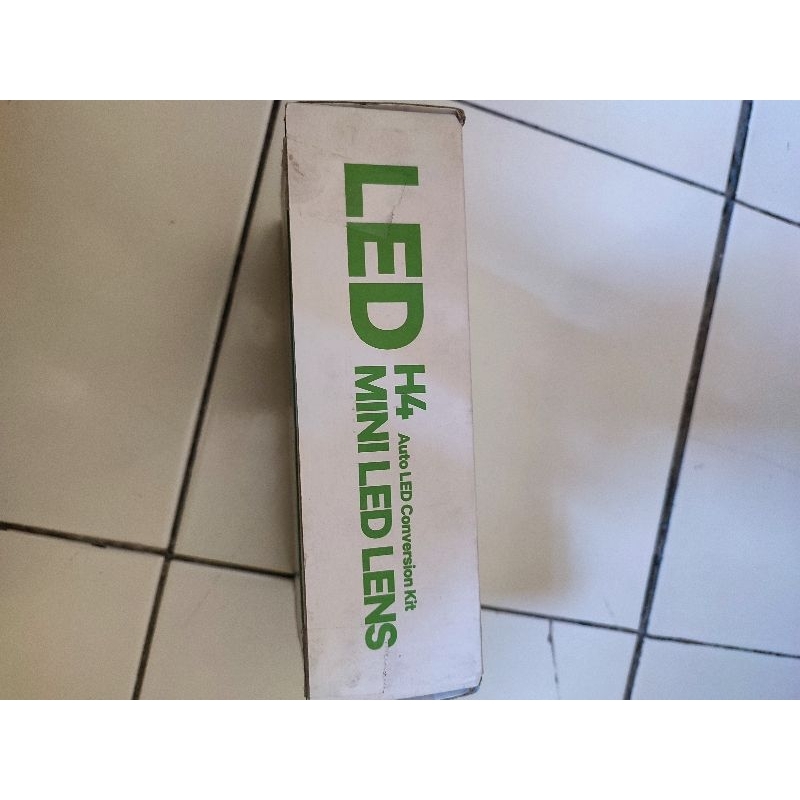 LED
H4 Auto LED Conversion Kit
MINI LED LENS